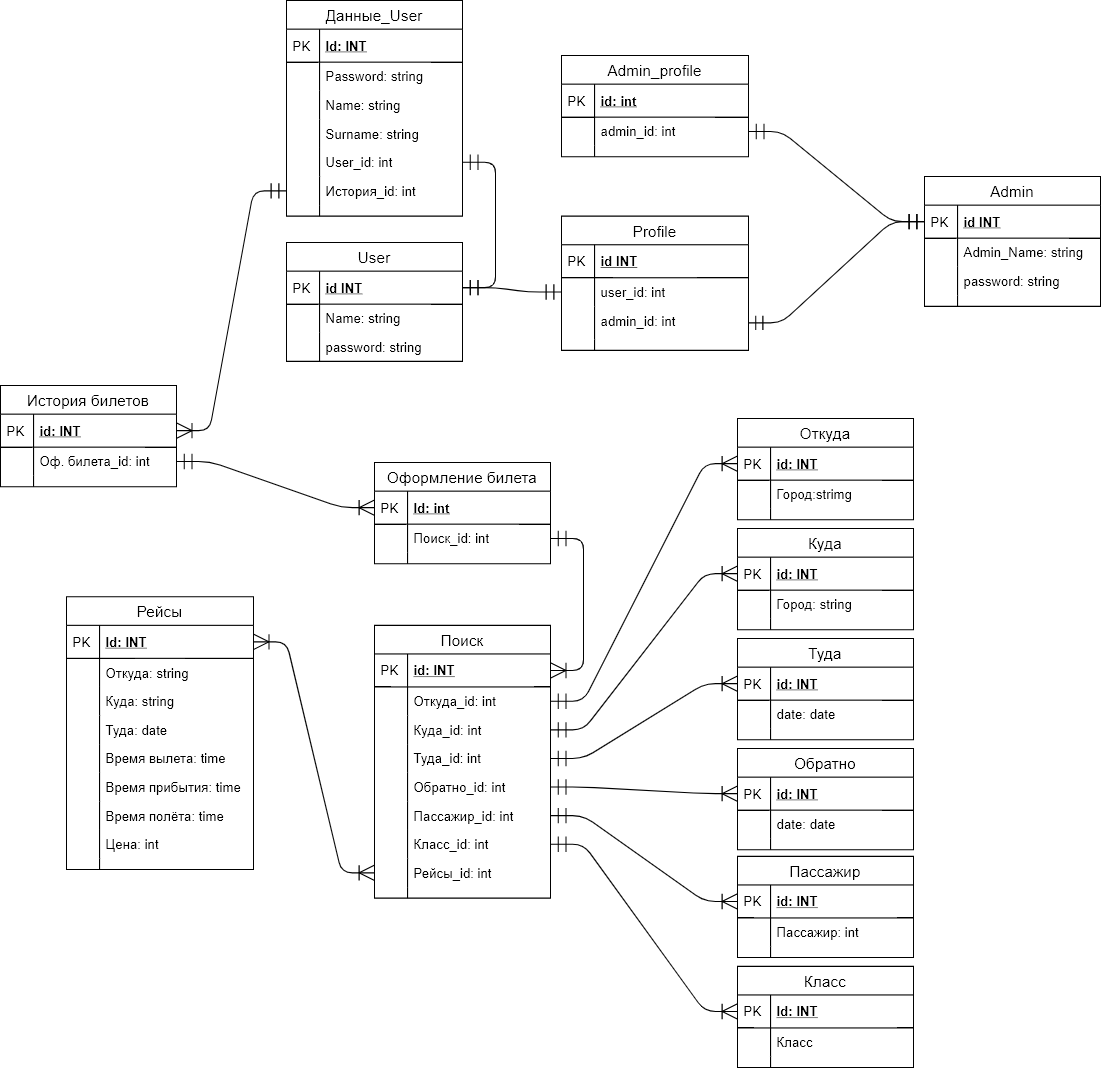 Данные_User
PK Id: INT
Password: string
Name: string
Surname: string
User_id: int
История_id: int
User
PK id INT
Name: string
password: string
Admin_profile
PK id: int
admin_id: int
Profile
PK id INT
user_id: int
admin_id: int
Admin
PK id INT
Admin_Name: string
password: string
История билетов
PK id: INT
Оф. билета_id: int
Оформление билета
PK Id: int
Поиск_id: int
Рейсы
PK Id: INT
Откуда: string
Куда: string
Туда: date
Время вылета: time
Время прибытия: time
Время полёта: time
Цена: int
Поиск
PK id: INT
Откуда_id: int
Куда_id: int
Туда_id: int
Обратно_id: int
Пассажир_id: int
Класс_id: int
Рейсы_id: int
Откуда
PK id: INT
Город:strimg
Куда
PK id: INT
Город: string
Туда
PK id: INT
date: date
Обратно
PK id: INT
date: date
Пассажир
PK id: INT
Пассажир: int
Класс
PK Id: INT
Класс